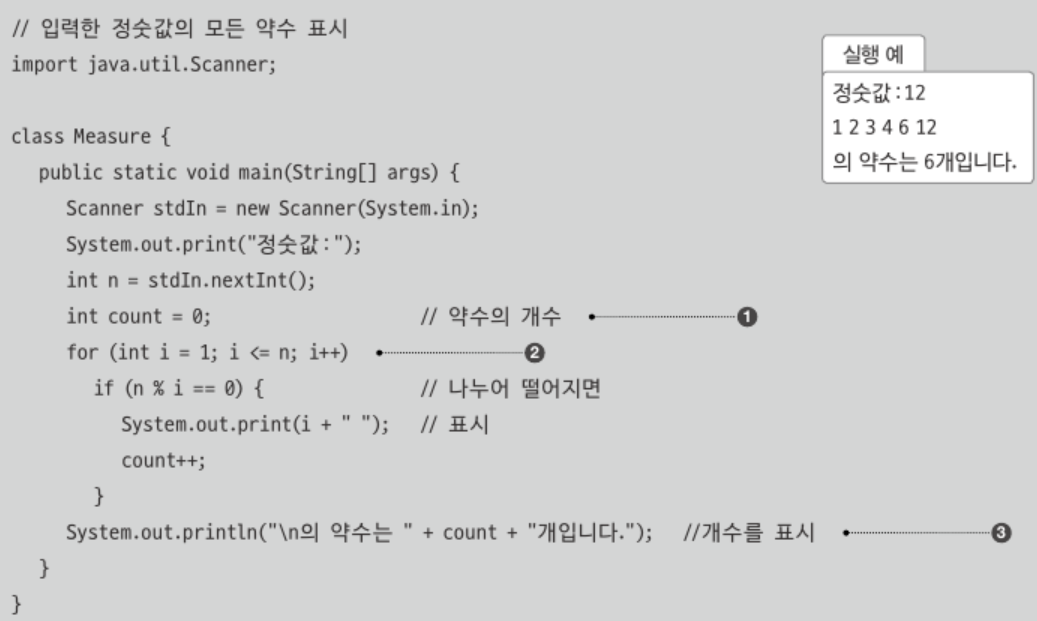 // 입력한 정숫값의 모든 약수 표시
import java.util.Scanner;
class Measure {
public static void main(String[] args) {
Scanner stdIn = new Scanner(System.in);
System.out.print("정숫값:");
int n = stdIn.nextInt();
int count = 0; // 약수의 개수 ❶
for (int i = 1; i <= n; i++) ❷
if (n % i == 0) { // 나누어 떨어지면
System.out.print(i + " "); // 표시
count++;
}
System.out.println("\n의 약수는 " + count + "개입니다."); //개수를 표시 ❸
}
}
실행 예
정숫값:12
1 2 3 4 6 12
의 약수는 6개입니다.